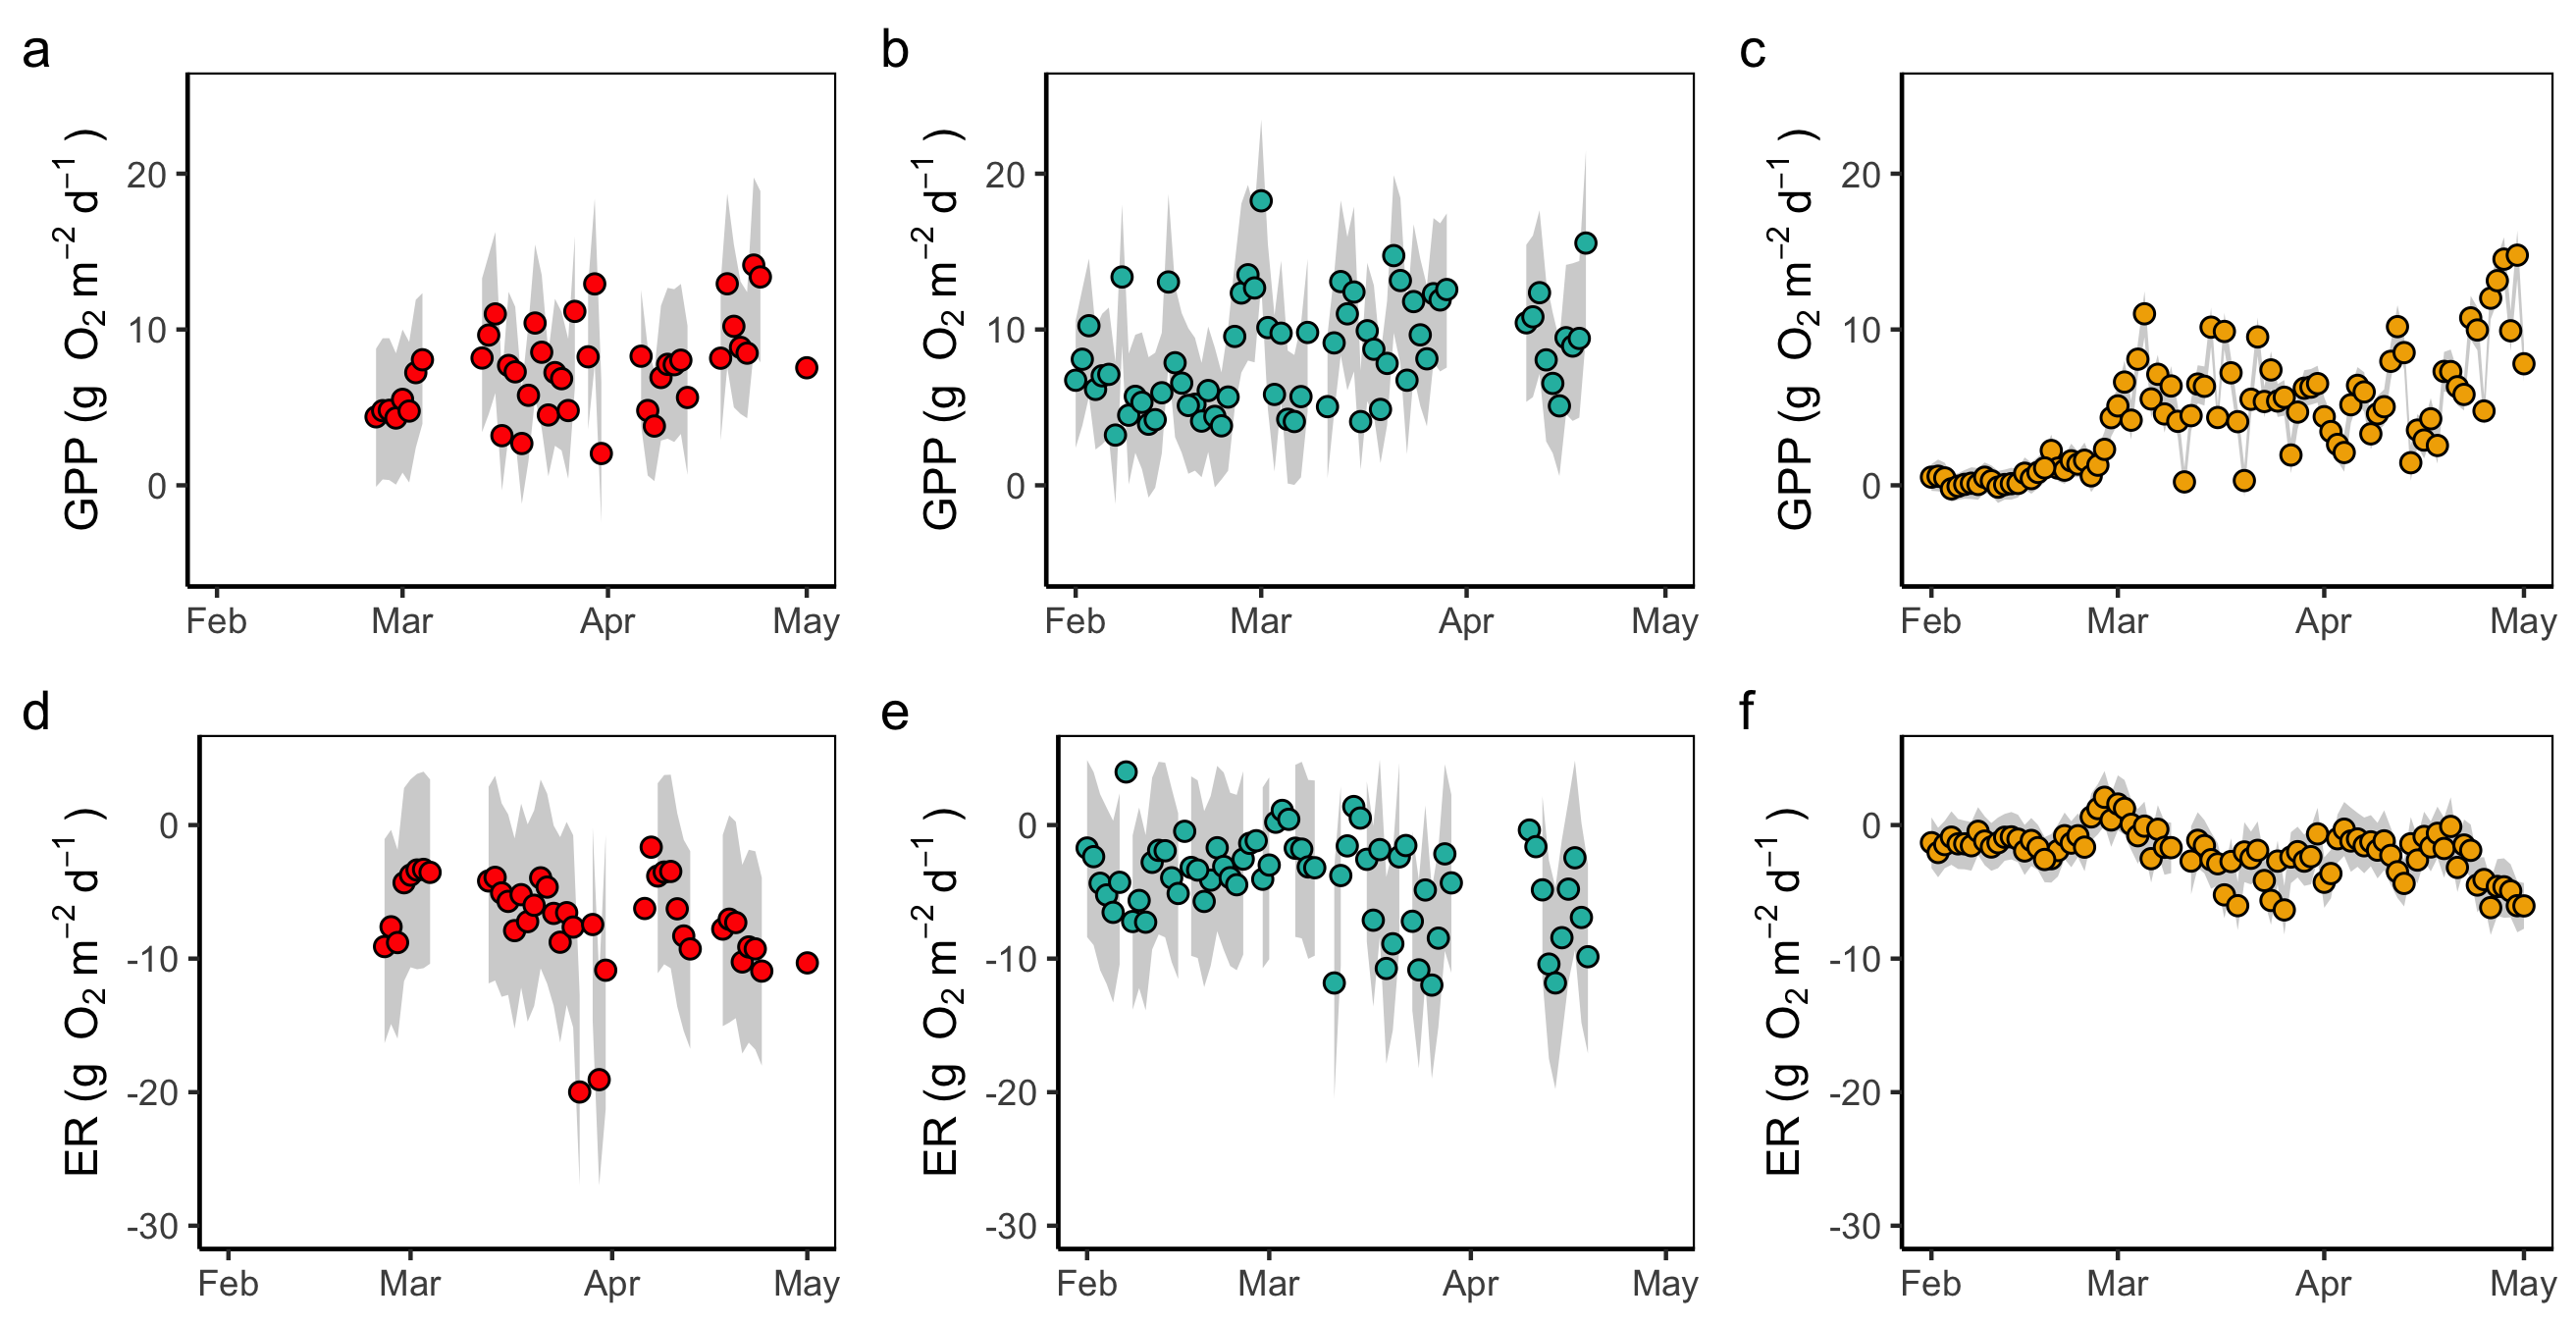 a
b
c
GPP (g O₂ m⁻² d⁻¹ )
20
10
0
Feb Mar Apr May
GPP (g O₂ m⁻² d⁻¹ )
20
10
0
Feb Mar Apr May
GPP (g O₂ m⁻² d⁻¹ )
20
10
0
Feb Mar Apr May
d
e
f
ER (g O₂ m⁻² d⁻¹ )
0
-10
-20
-30
Feb Mar Apr May
ER (g O₂ m⁻² d⁻¹ )
0
-10
-20
-30
Feb Mar Apr May
ER (g O₂ m⁻² d⁻¹ )
0
-10
-20
-30
Feb Mar Apr May